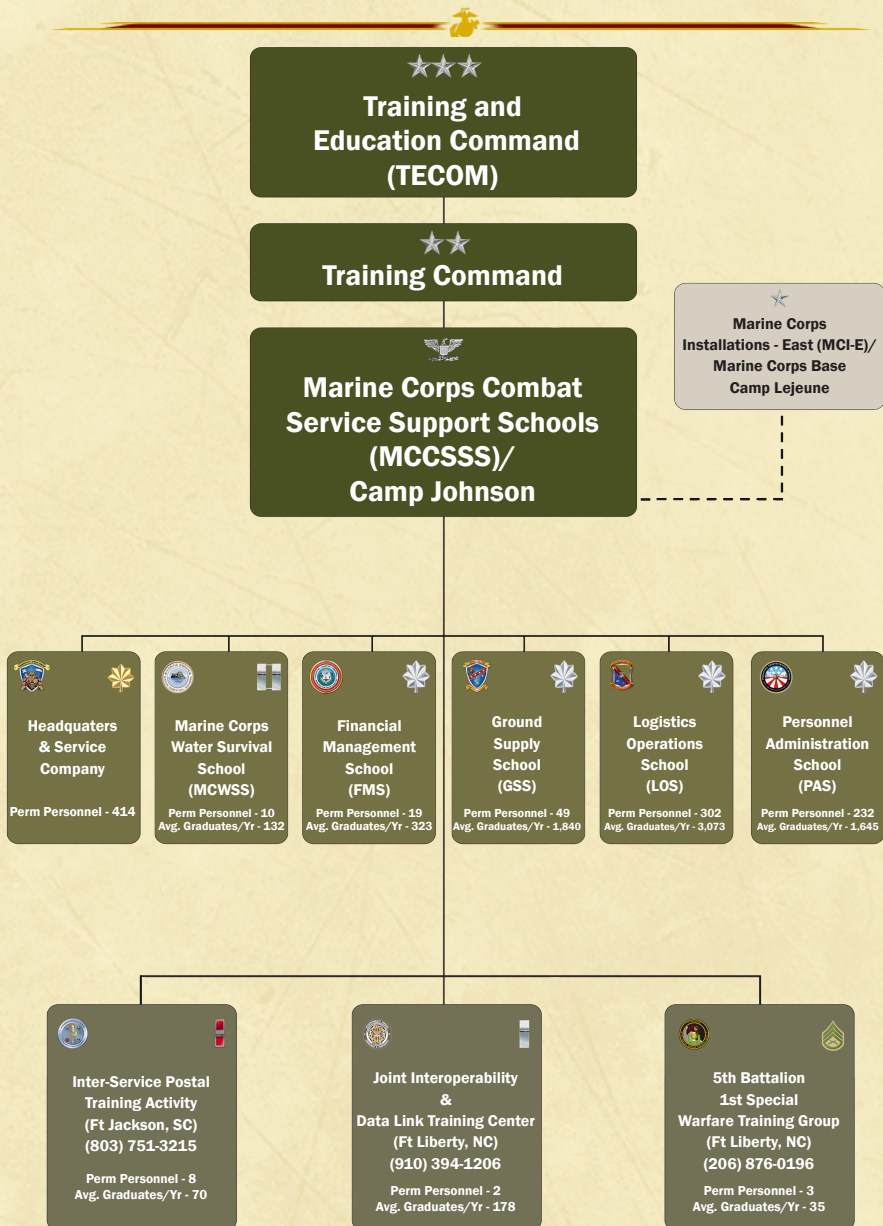 Training and
Education Command
(TECOM)
Training Command
Marine Corps
Installations - East (MCI-E)/
Marine Corps Base
Camp Lejeune
Marine Corps Combat
Service Support Schools
(MCCSSS)/
Camp Johnson
Headquaters
& Service
Company
Perm Personnel - 414
Marine Corps
Water Survival
School
(MCWSS)
Perm Personnel - 10
Avg. Graduates/Yr - 132
Financial
Management
School
(FMS)
Perm Personnel - 19
Avg. Graduates/Yr - 323
Ground
Supply
School
(GSS)
Perm Personnel - 49
Avg. Graduates/Yr - 1,840
Logistics
Operations
School
(LOS)
Perm Personnel - 302
Avg. Graduates/Yr - 3,073
Personnel
Administration
School
(PAS)
Perm Personnel - 232
Avg. Graduates/Yr - 1,645
Inter-Service Postal
Training Activity
(Ft Jackson, SC)
(803) 751-3215
Perm Personnel - 8
Avg. Graduates/Yr - 70
Joint Interoperability
&
Data Link Training Center
(Ft Liberty, NC)
(910) 394-1206
Perm Personnel - 2
Avg. Graduates/Yr - 178
5th Battalion
1st Special
Warfare Training Group
(Ft Liberty, NC)
(206) 876-0196
Perm Personnel - 3
Avg. Graduates/Yr - 35